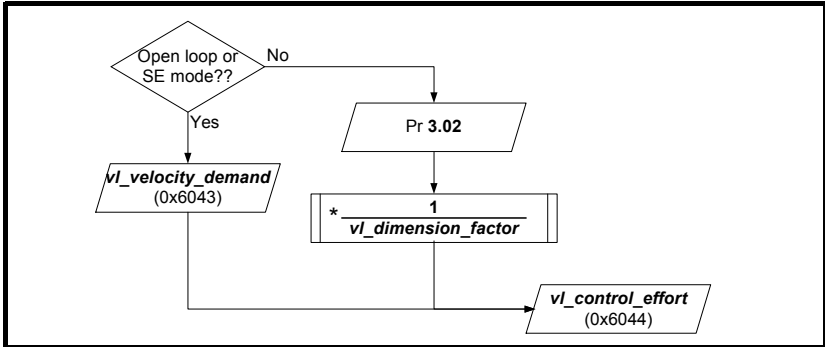 Open loop or
SE mode??
No
Yes
Pr 3.02
vl_velocity_demand
(0x6043)
* 1
vl_dimension_factor
vl_control_effort
(0x6044)